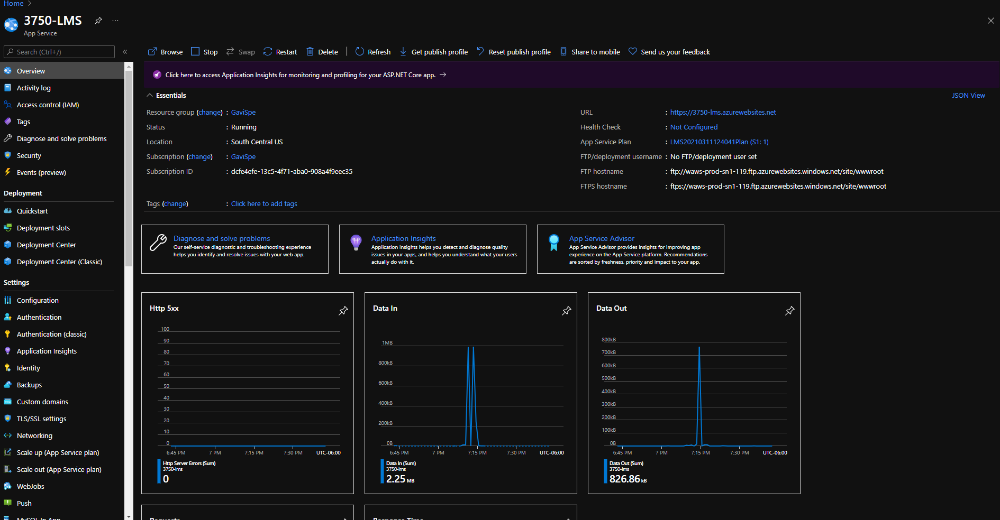 Home
3750-LMS
App Service
Search (Ctrl+/)
Overview
Activity log
Access control (IAM)
Tags
Diagnose and solve problems
Security
Events (preview)
Deployment
Quickstart
Deployment slots
Deployment Center
Deployment Center (Classic)
Settings
Configuration
Authentication
Authentication (classic)
Application Insights
Identity
Backups
Custom domains
TLS/SSL settings
Networking
Scale up (App Service plan)
Scale out (App Service plan)
WebJobs
Push
MySQL In App
Browse Stop Swap Restart Delete Refresh Get publish profile Reset publish profile Share to mobile Send us your feedback
Click here to access Application Insights for monitoring and profiling for your ASP.NET Core app.
Essentials
JSON View
Resource group (change) : GaviSpe
Status : Running
Location : South Central US
Subscription (change) : GaviSpe
Subscription ID : dcfe4efe-13c5-4f71-aba0-908a4f9eec35
URL : https://3750-lms.azurewebsites.net
Health Check : Not Configured
App Service Plan : LMS20210311124041Plan (S1: 1)
FTP/deployment username : No FTP/deployment user set
FTP hostname : ftp://waws-prod-sn1-119.ftp.azurewebsites.windows.net/site/wwwroot
FTPS hostname : ftps://waws-prod-sn1-119.ftp.azurewebsites.windows.net/site/wwwroot
Tags (change) : Click here to add tags
Diagnose and solve problems
Our self-service diagnostic and troubleshooting experience
helps you identify and resolve issues with your web app.
Application Insights
Application Insights helps you detect and diagnose quality
issues in your apps, and helps you understand what your users
actually do with it.
App Service Advisor
App Service Advisor provides insights for improving app
experience on the App Service platform. Recommendations
are sorted by freshness, priority and impact to your app.
Http 5xx
100
90
80
70
60
50
40
30
20
10
0
6:45 PM 7 PM 7:15 PM 7:30 PM UTC-06:00
Http Server Errors (Sum)
3750-lms
0
Data In
1MB
800kB
600kB
400kB
200kB
0B
6:45 PM 7 PM 7:15 PM 7:30 PM UTC-06:00
Data In (Sum)
3750-lms
2.25 MB
Data Out
800kB
700kB
600kB
500kB
400kB
300kB
200kB
100kB
0B
6:45 PM 7 PM 7:15 PM 7:30 PM UTC-06:00
Data Out (Sum)
3750-lms
826.86 kB
Requests
Response Time